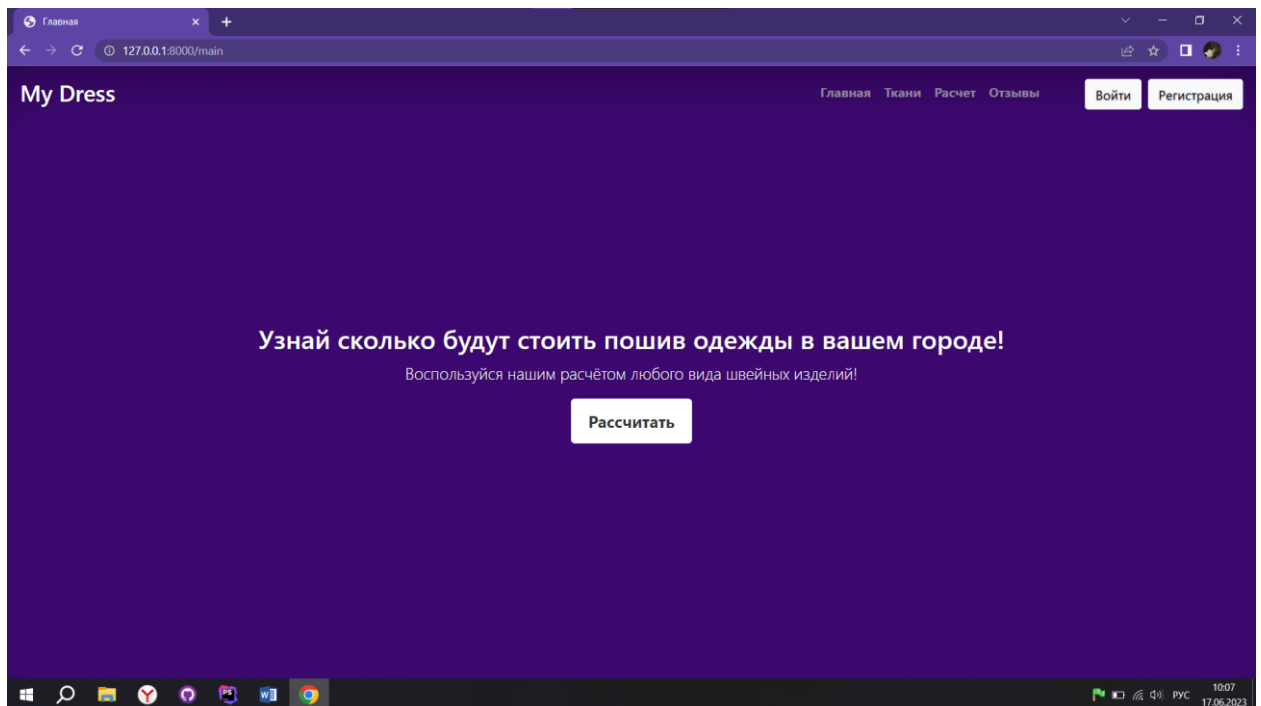 Главная
127.0.0.1:8000/main
My Dress
Главная Ткани Расчет Отзывы Войти Регистрация
Узнай сколько будут стоить пошив одежды в вашем городе!
Воспользуйся нашим расчётом любого вида швейных изделий!
Рассчитать
РУС
10:07
17.06.2023